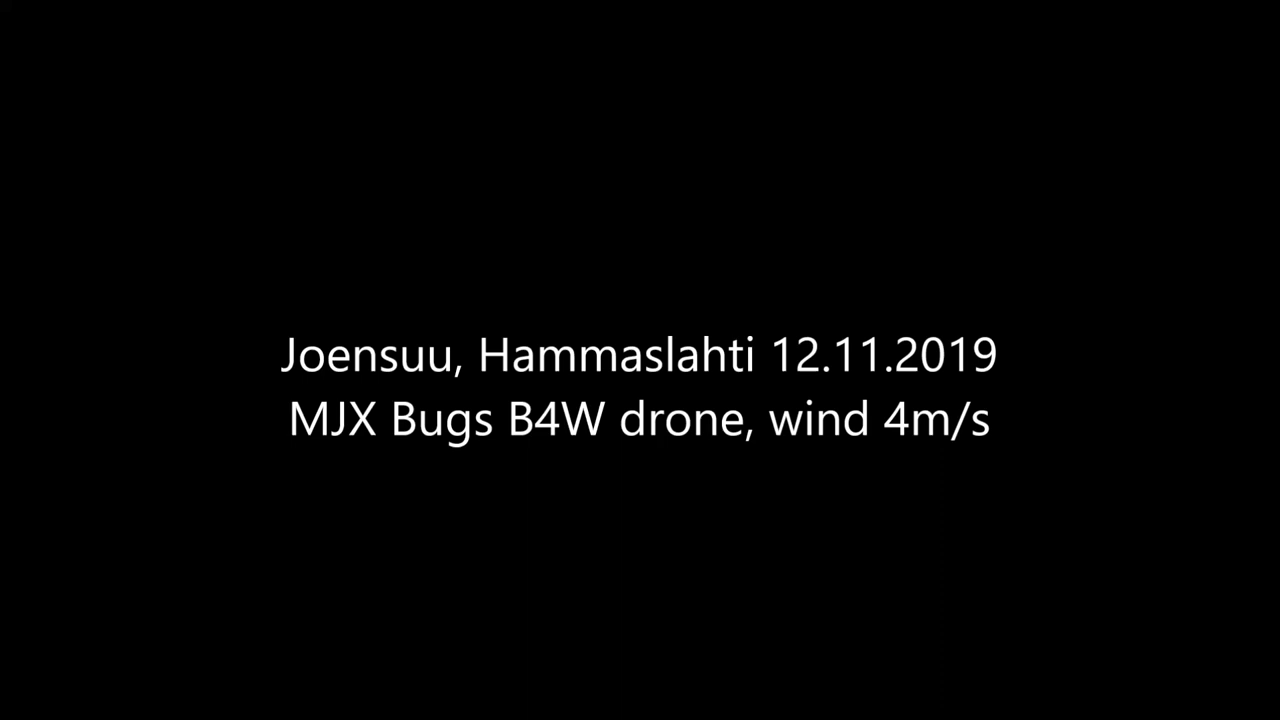 Joensuu, Hammaslahti 12.11.2019
MJX Bugs B4W drone, wind 4m/s